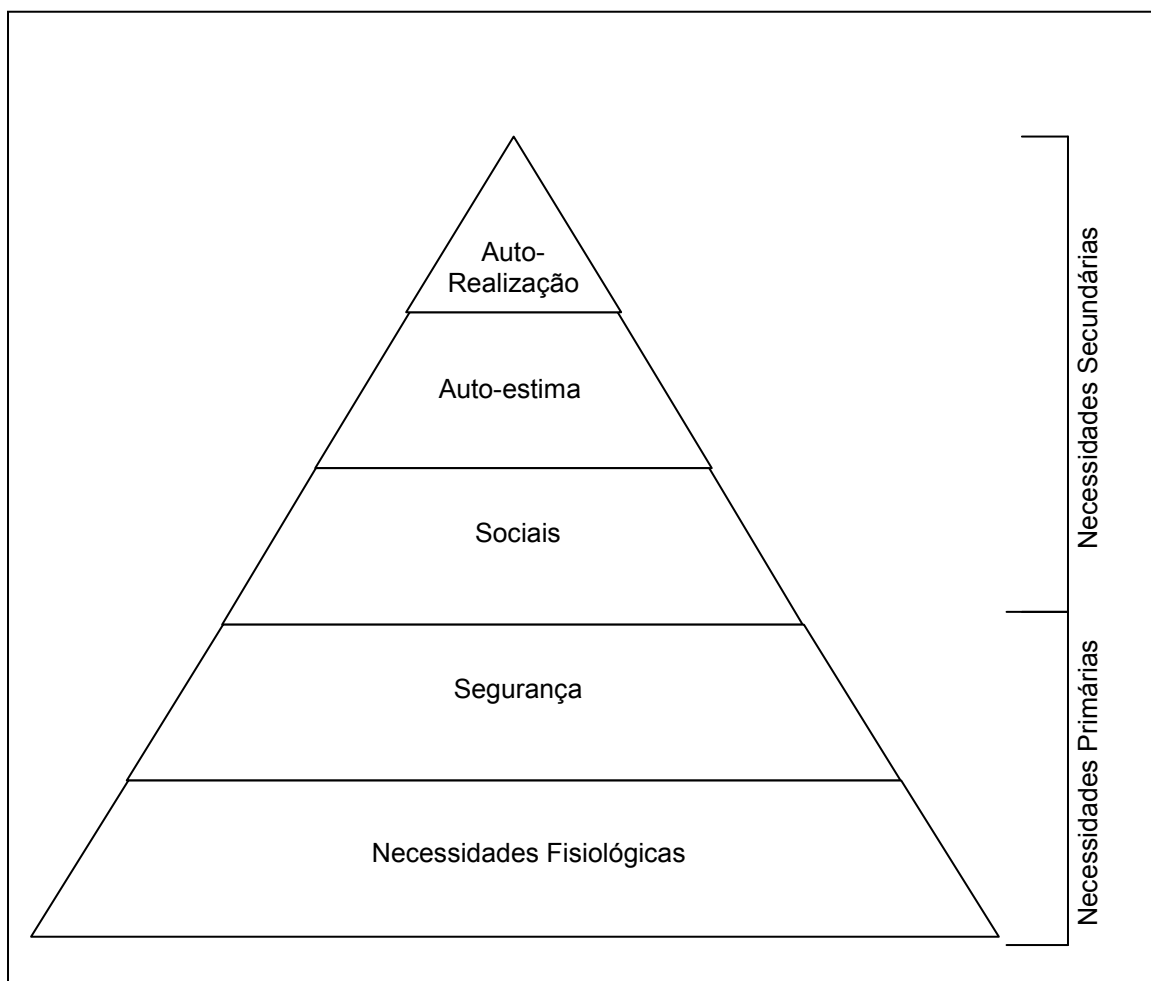 Auto-
Realização
Auto-estima
Sociais
Segurança
Necessidades Fisiológicas
Necessidades Secundárias
Necessidades Primárias